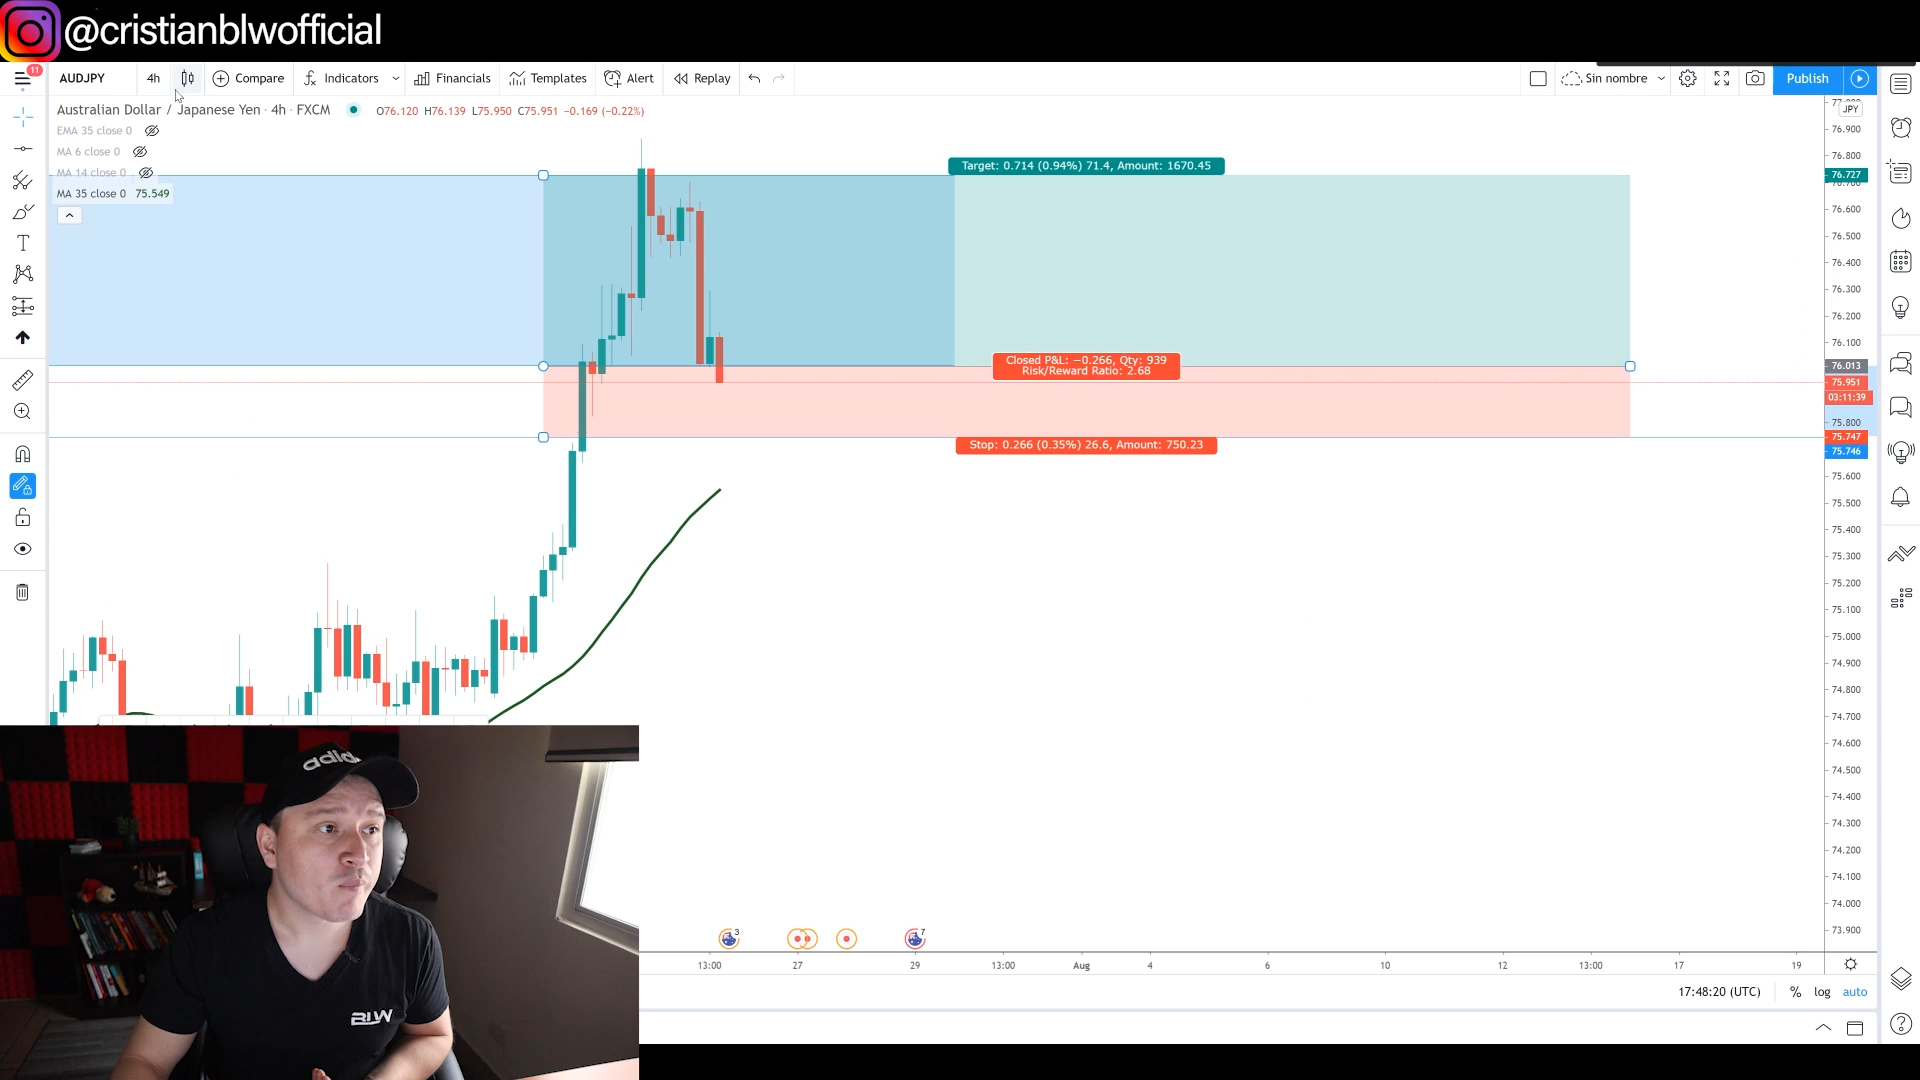 @cristianblwofficial
11
AUDJPY
4h
Compare
Indicators
Financials
Templates
Alert
Replay
Sin nombre
Publish
Australian Dollar / Japanese Yen · 4h · FXCM
O76.120 H76.139 L75.950 C75.951 −0.169 (−0.22%)
EMA 35 close 0
MA 6 close 0
MA 14 close 0
MA 35 close 0 75.549
Target: 0.714 (0.94%) 71.4, Amount: 1670.45
Closed P&L: −0.266, Qty: 939
Risk/Reward Ratio: 2.68
Stop: 0.266 (0.35%) 26.6, Amount: 750.23
JPY
76.900
76.800
76.727
76.600
76.500
76.400
76.300
76.200
76.100
76.013
75.951
03:11:39
75.800
75.747
75.746
75.600
75.500
75.400
75.300
75.200
75.100
75.000
74.900
74.800
74.700
74.600
74.500
74.400
74.300
74.200
74.100
74.000
73.900
3
7
13:00
27
29
13:00
Aug
4
6
10
12
13:00
17
19
17:48:20 (UTC)
%
log
auto
BLW